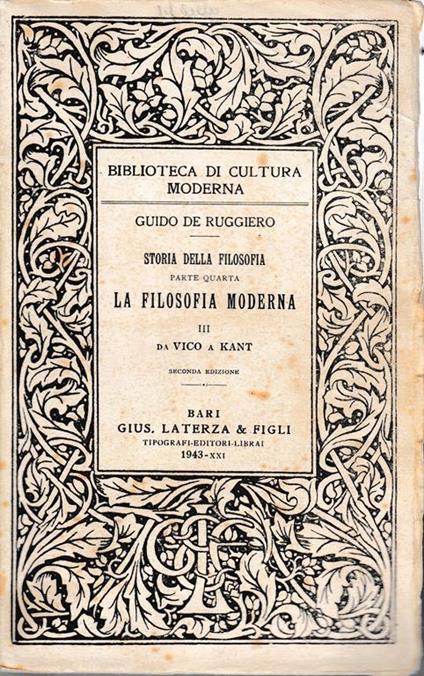 BIBLIOTECA DI CULTURA
MODERNA
GUIDO DE RUGGIERO
STORIA DELLA FILOSOFIA
PARTE QUARTA
LA FILOSOFIA MODERNA
III
DA VICO A KANT
SECONDA EDIZIONE
BARI
GIUS. LATERZA & FIGLI
TIPOGRAFI-EDITORI-LIBRAI
1943-XXI